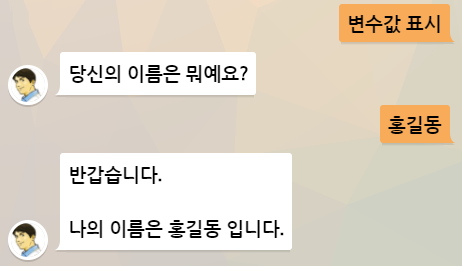 변수값 표시
당신의 이름은 뭐예요?
홍길동
반갑습니다.
나의 이름은 홍길동 입니다.